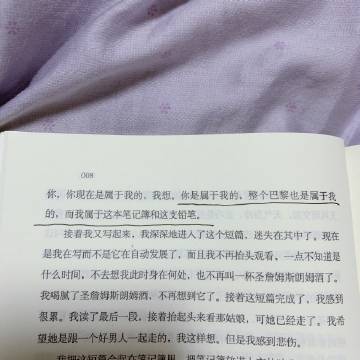 008
你，你现在是属于我的，我想，你是属于我的，整个巴黎也是属于我
的，而我属于这本笔记簿和这支铅笔。
接着我又写起来，我深深地进入了这个短篇，迷失在其中了。现在
是我在写而不是它在自动发展了，而且我不再抬头观看，一点不知道是
什么时间，不去想我此时身在何处，也不再叫一杯圣詹姆斯朗姆酒了。
我喝腻了圣詹姆斯朗姆酒，不再想到它了。接着这短篇完成了，我感到
很累。我读了最后一段，接着抬起头来看那姑娘，可她已经走了。我希
望她是跟一个好男人一起走的，我这样想。但是我感到悲伤。